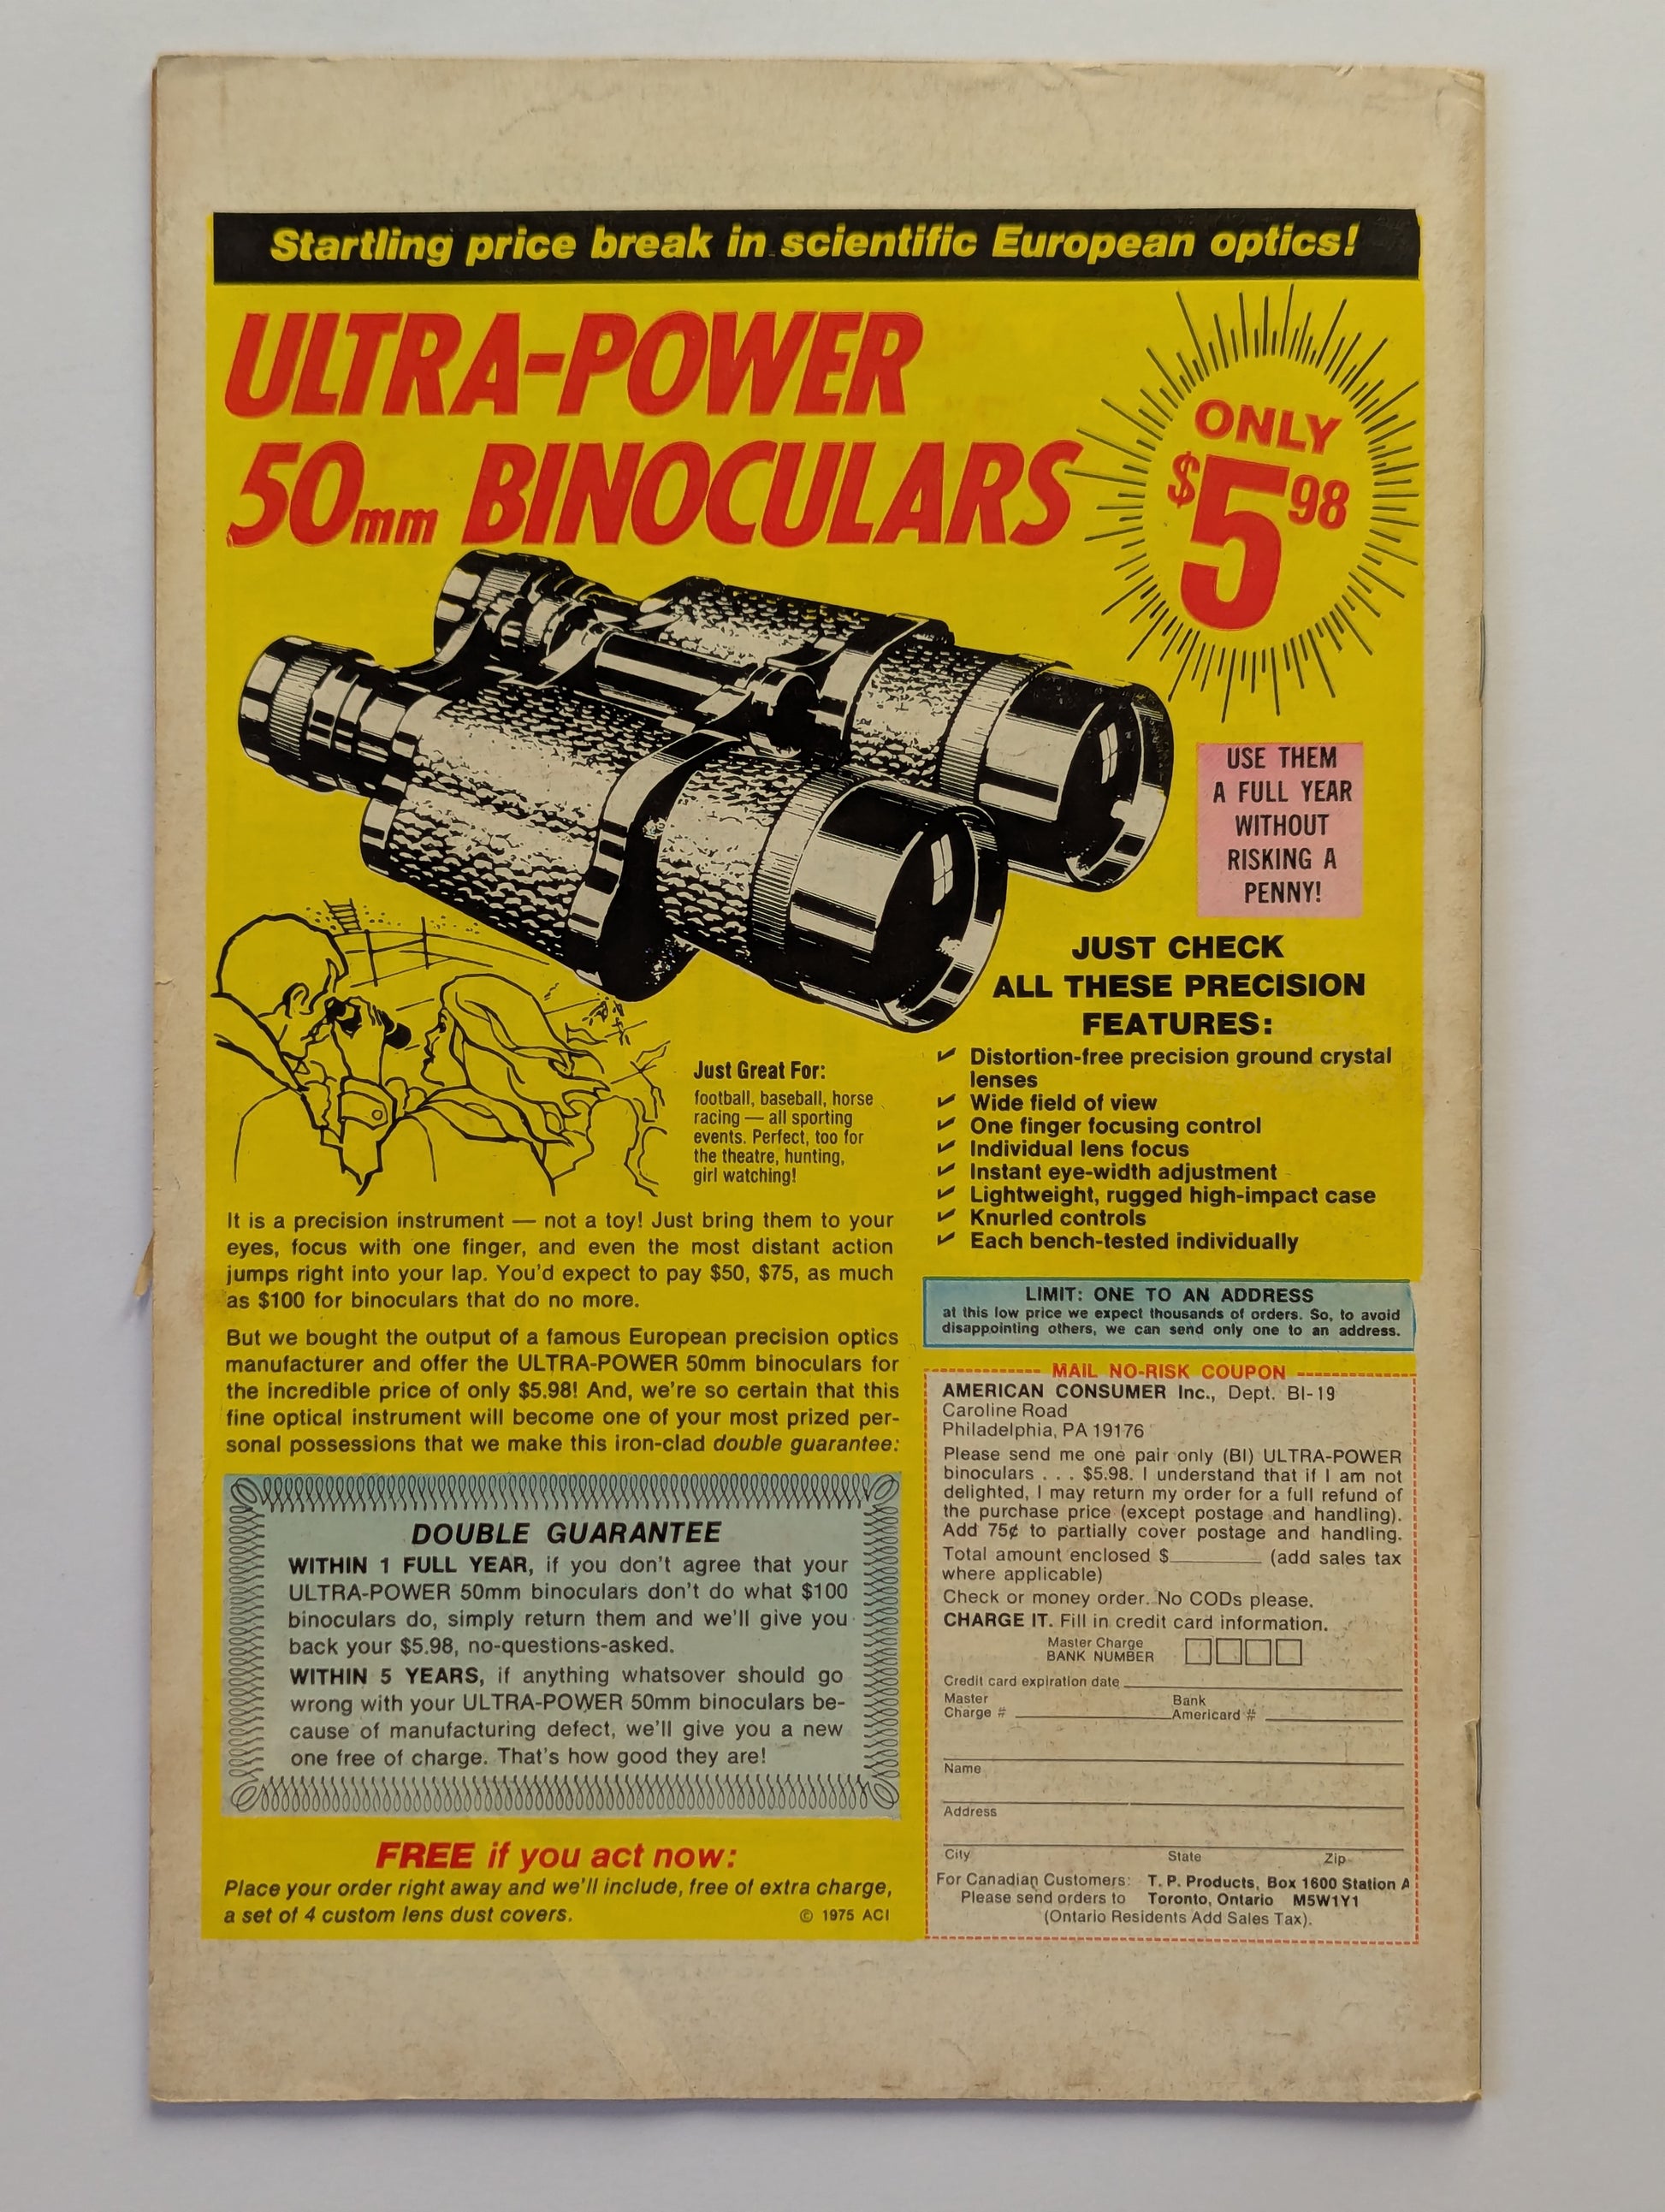 Startling price break in scientific European optics!
ULTRA-POWER
50mm BINOCULARS
ONLY
$5 98
USE THEM
A FULL YEAR
WITHOUT
RISKING A
PENNY!
JUST CHECK
ALL THESE PRECISION
FEATURES:
✓ Distortion-free precision ground crystal
lenses
✓ Wide field of view
✓ One finger focusing control
✓ Individual lens focus
✓ Instant eye-width adjustment
✓ Lightweight, rugged high-impact case
✓ Knurled controls
✓ Each bench-tested individually
Just Great For:
football, baseball, horse
racing — all sporting
events. Perfect, too for
the theatre, hunting,
girl watching!
It is a precision instrument — not a toy! Just bring them to your
eyes, focus with one finger, and even the most distant action
jumps right into your lap. You'd expect to pay $50, $75, as much
as $100 for binoculars that do no more.
But we bought the output of a famous European precision optics
manufacturer and offer the ULTRA-POWER 50mm binoculars for
the incredible price of only $5.98! And, we're so certain that this
fine optical instrument will become one of your most prized per-
sonal possessions that we make this iron-clad double guarantee:
DOUBLE GUARANTEE
WITHIN 1 FULL YEAR, if you don't agree that your
ULTRA-POWER 50mm binoculars don't do what $100
binoculars do, simply return them and we'll give you
back your $5.98, no-questions-asked.
WITHIN 5 YEARS, if anything whatsover should go
wrong with your ULTRA-POWER 50mm binoculars be-
cause of manufacturing defect, we'll give you a new
one free of charge. That's how good they are!
FREE if you act now:
Place your order right away and we'll include, free of extra charge,
a set of 4 custom lens dust covers.
© 1975 ACI
LIMIT: ONE TO AN ADDRESS
at this low price we expect thousands of orders. So, to avoid
disappointing others, we can send only one to an address.
MAIL NO-RISK COUPON
AMERICAN CONSUMER Inc., Dept. BI-19
Caroline Road
Philadelphia, PA 19176
Please send me one pair only (BI) ULTRA-POWER
binoculars . . . $5.98. I understand that if I am not
delighted, I may return my order for a full refund of
the purchase price (except postage and handling).
Add 75¢ to partially cover postage and handling.
Total amount enclosed $________ (add sales tax
where applicable)
Check or money order. No CODs please.
CHARGE IT. Fill in credit card information.
Master Charge
BANK NUMBER
Credit card expiration date
Master Bank
Charge # Americard #
Name
Address
City State Zip
For Canadian Customers: T. P. Products, Box 1600 Station A
Please send orders to Toronto, Ontario M5W1Y1
(Ontario Residents Add Sales Tax).